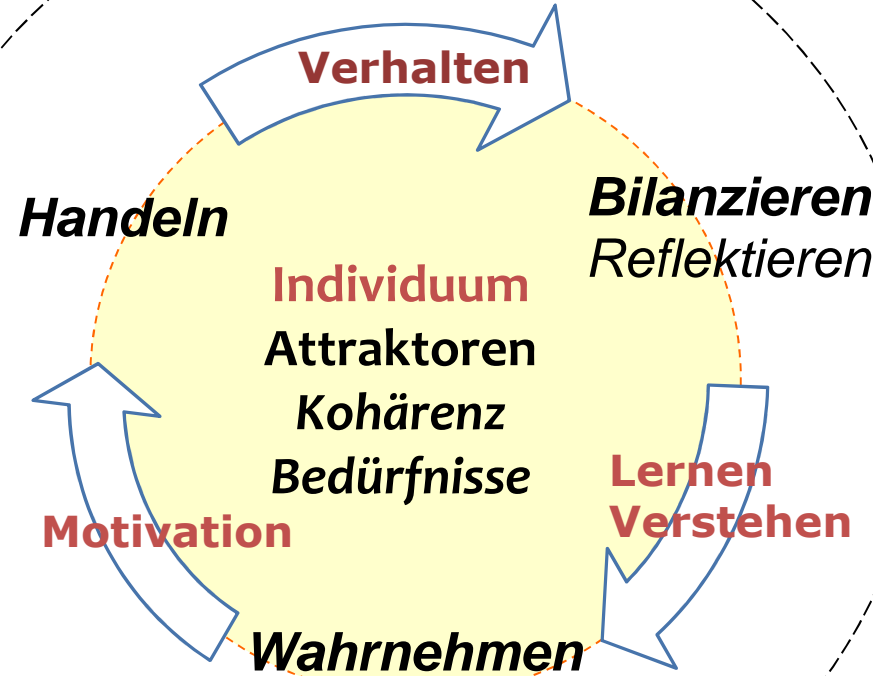 Verhalten
Handeln
Bilanzieren
Reflektieren
Individuum
Attraktoren
Kohärenz
Bedürfnisse
Lernen
Verstehen
Motivation
Wahrnehmen